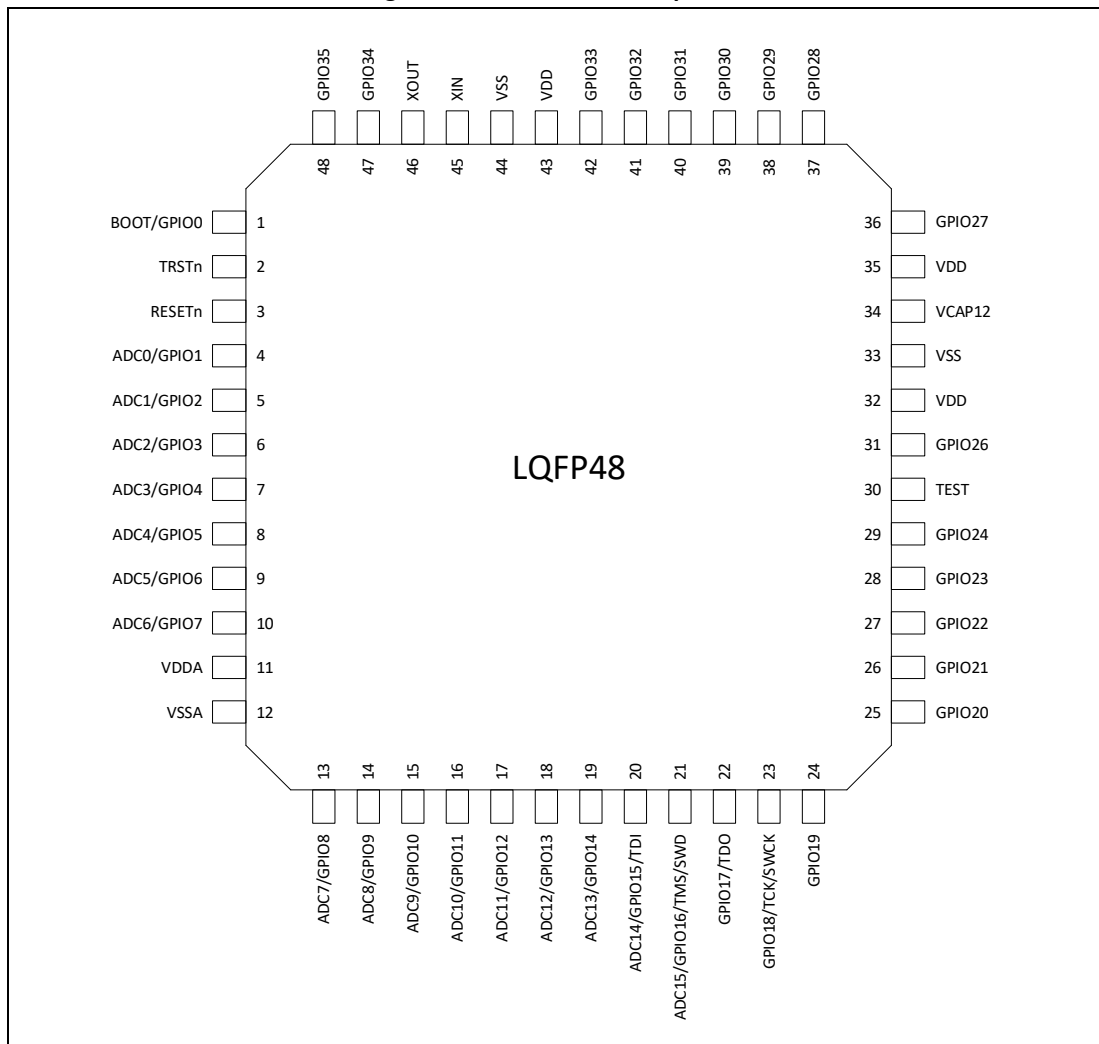 GPIO35
GPIO34
XOUT
XIN
VSS
VDD
GPIO33
GPIO32
GPIO31
GPIO30
GPIO29
GPIO28
48
47
46
45
44
43
42
41
40
39
38
37
BOOT/GPIO0 1
TRSTn 2
RESETn 3
ADC0/GPIO1 4
ADC1/GPIO2 5
ADC2/GPIO3 6
ADC3/GPIO4 7
ADC4/GPIO5 8
ADC5/GPIO6 9
ADC6/GPIO7 10
VDDA 11
VSSA 12
LQFP48
36 GPIO27
35 VDD
34 VCAP12
33 VSS
32 VDD
31 GPIO26
30 TEST
29 GPIO24
28 GPIO23
27 GPIO22
26 GPIO21
25 GPIO20
13
14
15
16
17
18
19
20
21
22
23
24
ADC7/GPIO8
ADC8/GPIO9
ADC9/GPIO10
ADC10/GPIO11
ADC11/GPIO12
ADC12/GPIO13
ADC13/GPIO14
ADC14/GPIO15/TDI
ADC15/GPIO16/TMS/SWD
GPIO17/TDO
GPIO18/TCK/SWCK
GPIO19